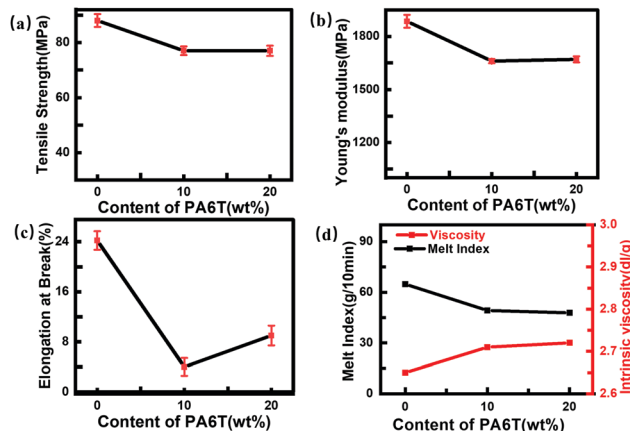 (a)
Tensile Strength(MPa)
80
60
40
0 10 20
Content of PA6T(wt%)
(b)
Young's modulus(MPa)
1800
1500
1200
0 10 20
Content of PA6T(wt%)
(c)
Elongation at Break(%)
24
18
12
6
0
0 10 20
Content of PA6T(wt%)
(d)
Viscosity
Melt Index
Melt Index(g/10min)
90
60
30
0
Intrinsic viscosity(dl/g)
3.0
2.9
2.8
2.7
2.6
0 10 20
Content of PA6T(wt%)